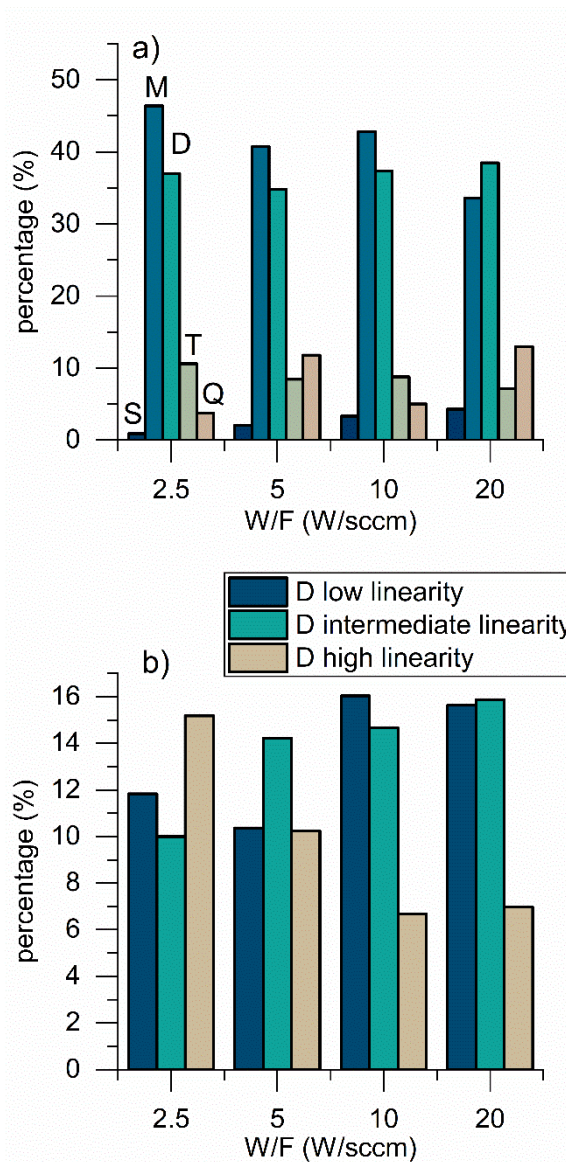 a)
M
D
T
Q
S
50
40
30
20
10
0
percentage (%)
2.5 5 10 20
W/F (W/sccm)
D low linearity
D intermediate linearity
D high linearity
b)
16
14
12
10
8
6
4
2
0
percentage (%)
2.5 5 10 20
W/F (W/sccm)